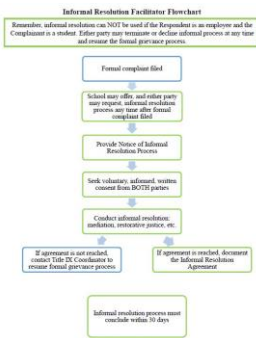 Informal Resolution Facilitator Flowchart
Remember, informal resolution can NOT be used if the Respondent is an employee and the
Complainant is a student. Either party may terminate or decline informal process at any time
and resume the formal grievance process
Formal complaint filed
School may offer, and either party
may request, informal resolution
process any time after formal
complaint filed
Provide Notice of Informal
Resolution Process
Seek voluntary, informed, written
consent from BOTH parties
Conduct informal resolution:
mediation, restorative justice, etc.
If agreement is not reached,
contact Title IX Coordinator to
resume formal grievance process
If agreement is reached, document
the Informal Resolution
Agreement
Informal resolution process must
conclude within 30 days